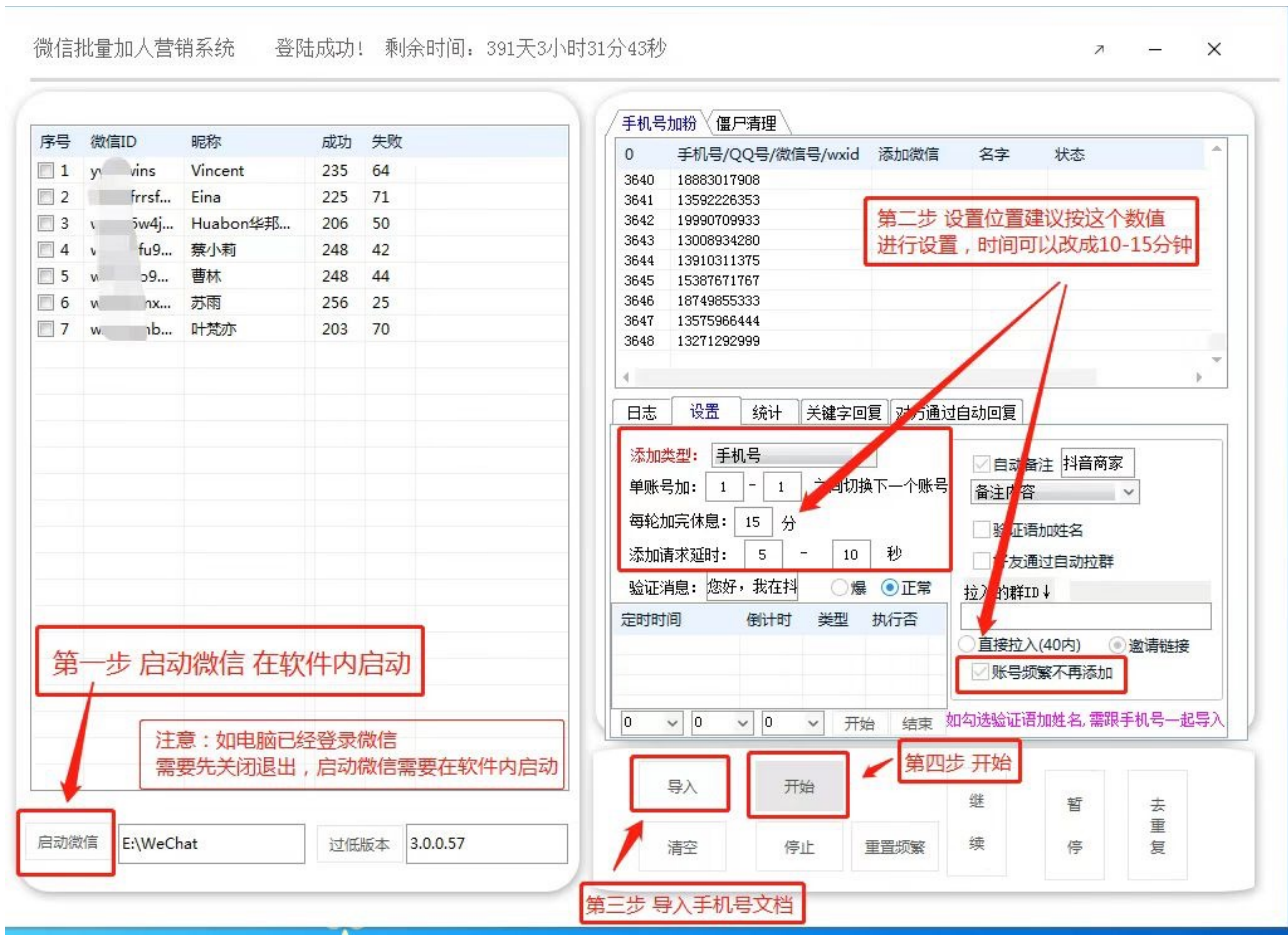 微信批量加人营销系统 登陆成功! 剩余时间:391天3小时31分43秒
序号 微信ID 昵称 成功 失败
1 vins Vincent 235 64
2 frrsf... Eina 225 71
3 5w4j... Huabon华邦... 206 50
4 fu9... 蔡小莉 248 42
5 o9... 曹林 248 44
6 nx... 苏雨 256 25
7 nb... 叶梵亦 203 70
第一步 启动微信 在软件内启动
注意:如电脑已经登录微信
需要先关闭退出,启动微信需要在软件内启动
启动微信 E:\WeChat 过低版本 3.0.0.57
手机号加粉 僵尸清理
0 手机号/QQ号/微信号/wxid 添加微信 名字 状态
3640 18883017908
3641 13592226353
3642 19990709933
3643 13008934280
3644 13910311375
3645 15387671767
3646 18749855333
3647 13575966444
3648 13271292999
第二步 设置位置建议按这个数值
进行设置,时间可以改成10-15分钟
日志 设置 统计 关键字回复 对方通过自动回复
添加类型: 手机号
单账号加: 1 - 1 之间切换下一个账号
每轮加完休息: 15 分
添加请求延时: 5 - 10 秒
验证消息: 您好,我在抖 爆 正常
定时时间 倒计时 类型 执行否
0 0 0 开始 结束
自动备注 抖音商家
备注内容
验证语加姓名
好友通过自动拉群
拉入的群ID↓
直接拉入(40内) 邀请链接
账号频繁不再添加
如勾选验证语加姓名,需跟手机号一起导入
第四步 开始
导入 开始 继续 暂停 去重复
清空 停止 重置频繁
第三步 导入手机号文档